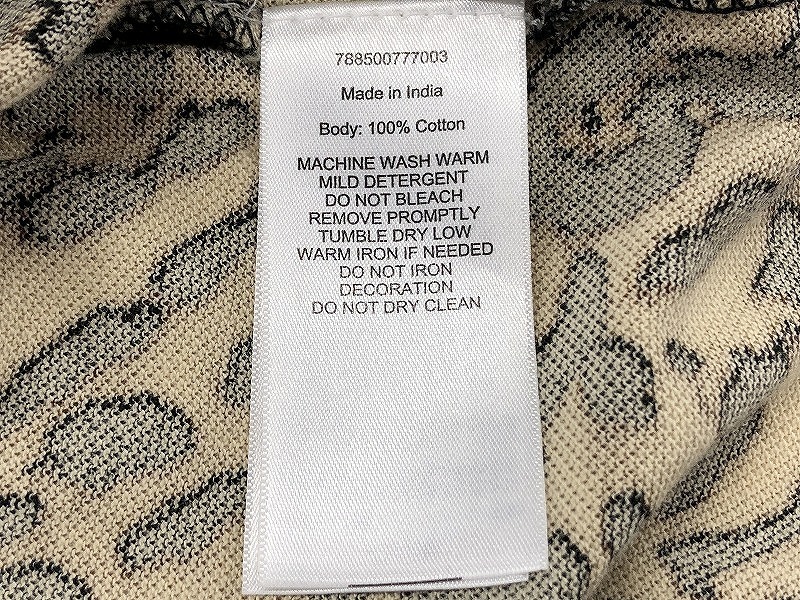 788500777003
Made in India
Body: 100% Cotton
MACHINE WASH WARM
MILD DETERGENT
DO NOT BLEACH
REMOVE PROMPTLY
TUMBLE DRY LOW
WARM IRON IF NEEDED
DO NOT IRON
DECORATION
DO NOT DRY CLEAN